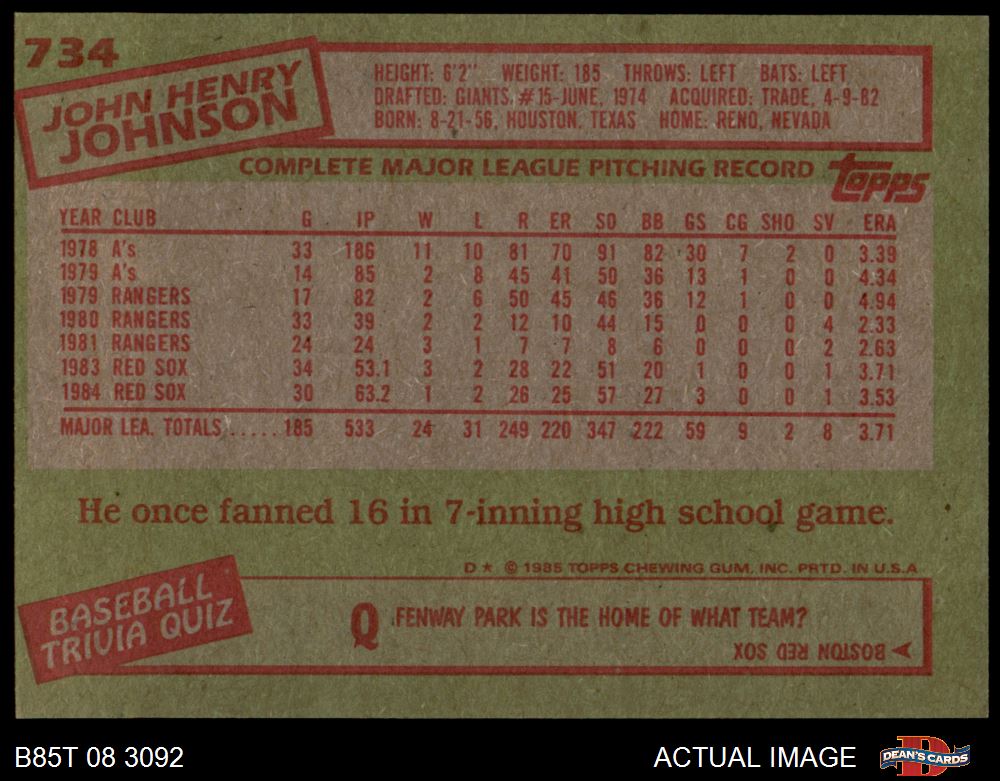 734
JOHN HENRY
JOHNSON
HEIGHT: 6'2" WEIGHT: 185 THROWS: LEFT BATS: LEFT
DRAFTED: GIANTS, #15-JUNE, 1974 ACQUIRED: TRADE, 4-9-82
BORN: 8-21-56, HOUSTON, TEXAS HOME: RENO, NEVADA
COMPLETE MAJOR LEAGUE PITCHING RECORD
Topps
YEAR CLUB G IP W L R ER SO BB GS CG SHO SV ERA
1978 A's 33 186 11 10 81 70 91 82 30 7 2 0 3.39
1979 A's 14 85 2 8 45 41 50 36 13 1 0 0 4.34
1979 RANGERS 17 82 2 6 50 45 46 36 12 1 0 0 4.94
1980 RANGERS 33 39 2 2 12 10 44 15 0 0 0 4 2.33
1981 RANGERS 24 24 3 1 7 7 8 6 0 0 0 2 2.63
1983 RED SOX 34 53.1 3 2 28 22 51 20 1 0 0 1 3.71
1984 RED SOX 30 63.2 1 2 26 25 57 27 3 0 0 1 3.53
MAJOR LEA. TOTALS ..... 185 533 24 31 249 220 347 222 59 9 2 8 3.71
He once fanned 16 in 7-inning high school game.
D★ © 1985 TOPPS CHEWING GUM, INC. PRTD. IN U.S.A
BASEBALL
TRIVIA QUIZ
Q .FENWAY PARK IS THE HOME OF WHAT TEAM?
BOSTON RED SOX
B85T 08 3092
ACTUAL IMAGE
DEAN'S CARDS